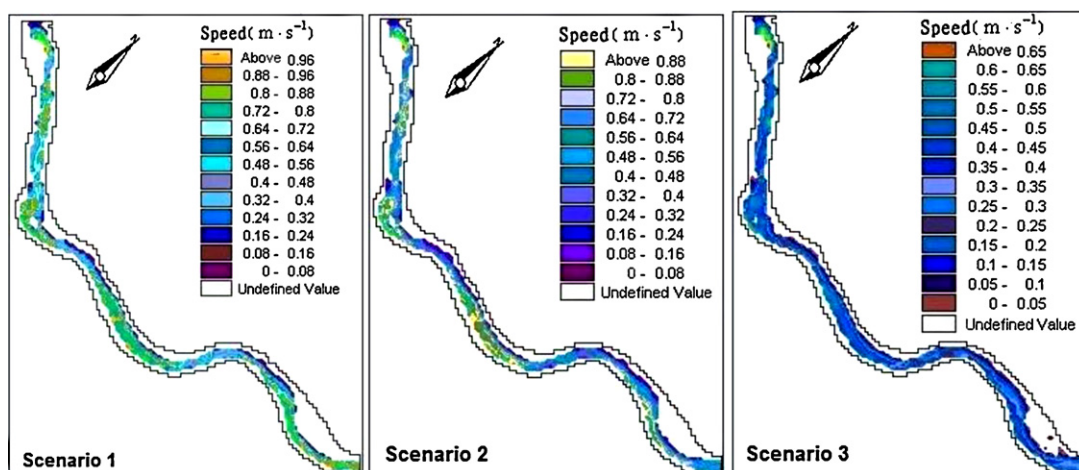 Speed( m · s⁻¹)
Above 0.96
0.88 - 0.96
0.8 - 0.88
0.72 - 0.8
0.64 - 0.72
0.56 - 0.64
0.48 - 0.56
0.4 - 0.48
0.32 - 0.4
0.24 - 0.32
0.16 - 0.24
0.08 - 0.16
0 - 0.08
Undefined Value
N
Scenario 1
Speed( m · s⁻¹)
Above 0.88
0.8 - 0.88
0.72 - 0.8
0.64 - 0.72
0.56 - 0.64
0.48 - 0.56
0.4 - 0.48
0.32 - 0.4
0.24 - 0.32
0.16 - 0.24
0.08 - 0.16
0 - 0.08
Undefined Value
N
Scenario 2
Speed( m · s⁻¹)
Above 0.65
0.6 - 0.65
0.55 - 0.6
0.5 - 0.55
0.45 - 0.5
0.4 - 0.45
0.35 - 0.4
0.3 - 0.35
0.25 - 0.3
0.2 - 0.25
0.15 - 0.2
0.1 - 0.15
0.05 - 0.1
0 - 0.05
Undefined Value
N
Scenario 3